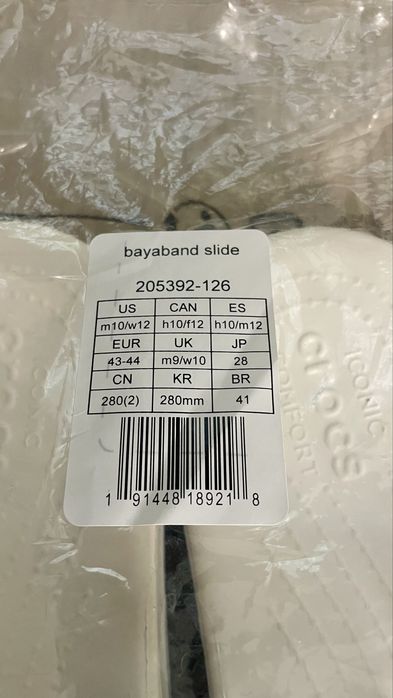 bayaband slide
205392-126
US CAN ES
m10/w12 h10/f12 h10/m12
EUR UK JP
43-44 m9/w10 28
CN KR BR
280(2) 280mm 41
1 91448 18921 8
crocs
ICONIC
COMFORT